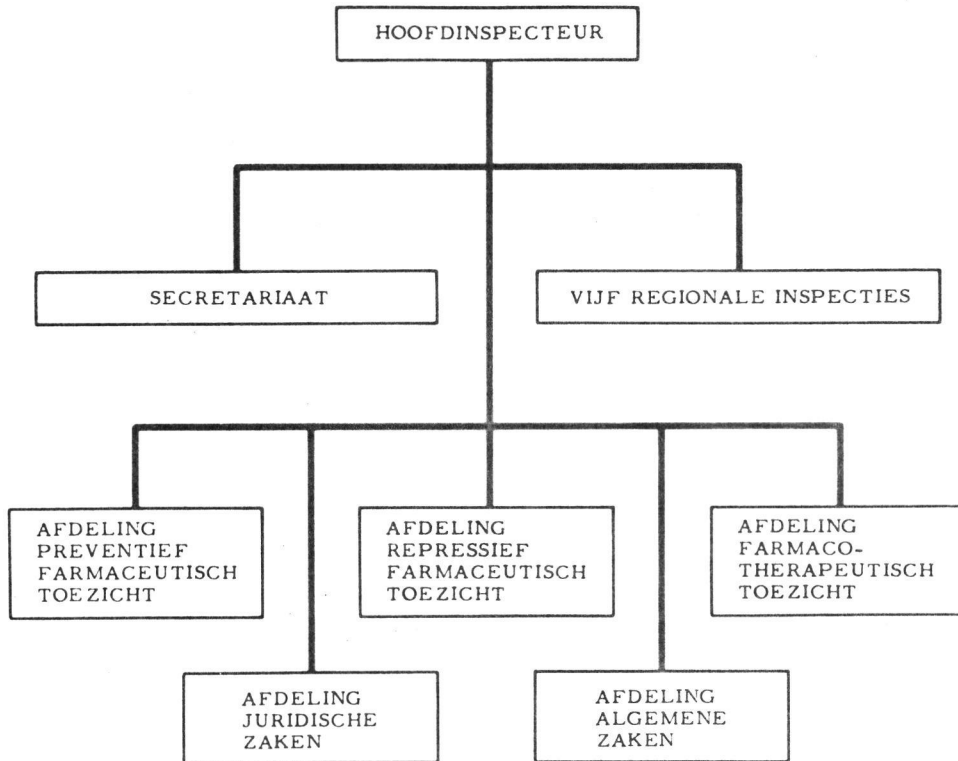 HOOFDINSPECTEUR
SECRETARIAAT
VIJF REGIONALE INSPECTIES
AFDELING
PREVENTIEF
FARMACEUTISCH
TOEZICHT
AFDELING
REPRESSIEF
FARMACEUTISCH
TOEZICHT
AFDELING
FARMACO-
THERAPEUTISCH
TOEZICHT
AFDELING
JURIDISCHE
ZAKEN
AFDELING
ALGEMENE
ZAKEN